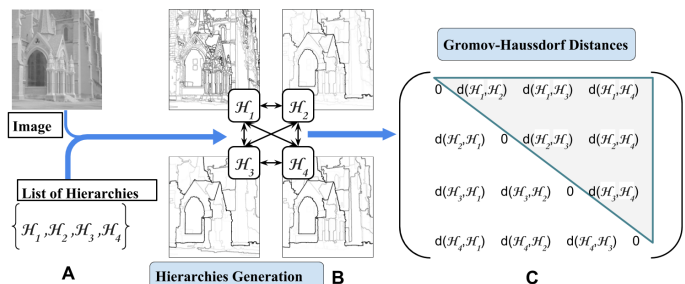 Gromov-Haussdorf Distances
Image
List of Hierarchies
{ℋ1 ,ℋ2 ,ℋ3 ,ℋ4}
A
ℋ1
ℋ2
ℋ3
ℋ4
Hierarchies Generation
B
0 d(ℋ1,ℋ2) d(ℋ1,ℋ3) d(ℋ1,ℋ4)
d(ℋ2,ℋ1) 0 d(ℋ2,ℋ3) d(ℋ2,ℋ4)
d(ℋ3,ℋ1) d(ℋ3,ℋ2) 0 d(ℋ3,ℋ4)
d(ℋ4,ℋ1) d(ℋ4,ℋ2) d(ℋ4,ℋ3) 0
C